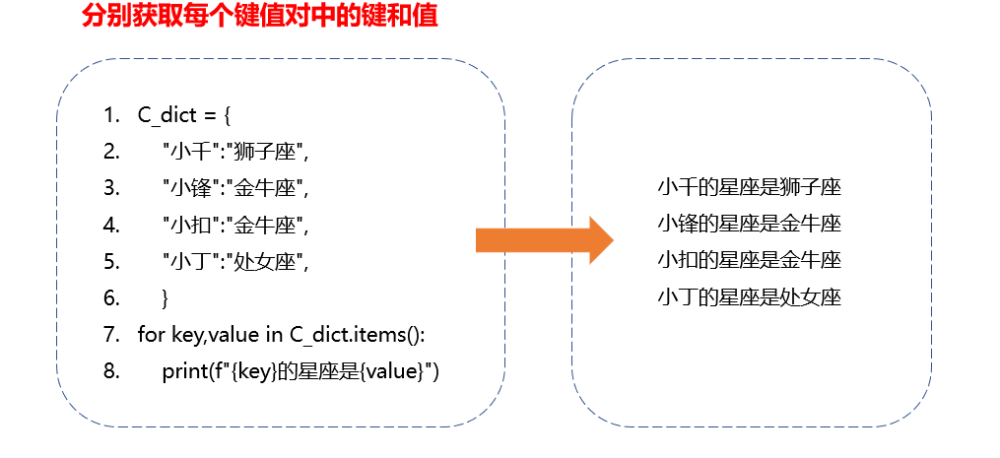 分别获取每个键值对中的键和值
1. C_dict = {
2. "小千":"狮子座",
3. "小锋":"金牛座",
4. "小扣":"金牛座",
5. "小丁":"处女座",
6. }
7. for key,value in C_dict.items():
8. print(f"{key}的星座是{value}")
小千的星座是狮子座
小锋的星座是金牛座
小扣的星座是金牛座
小丁的星座是处女座